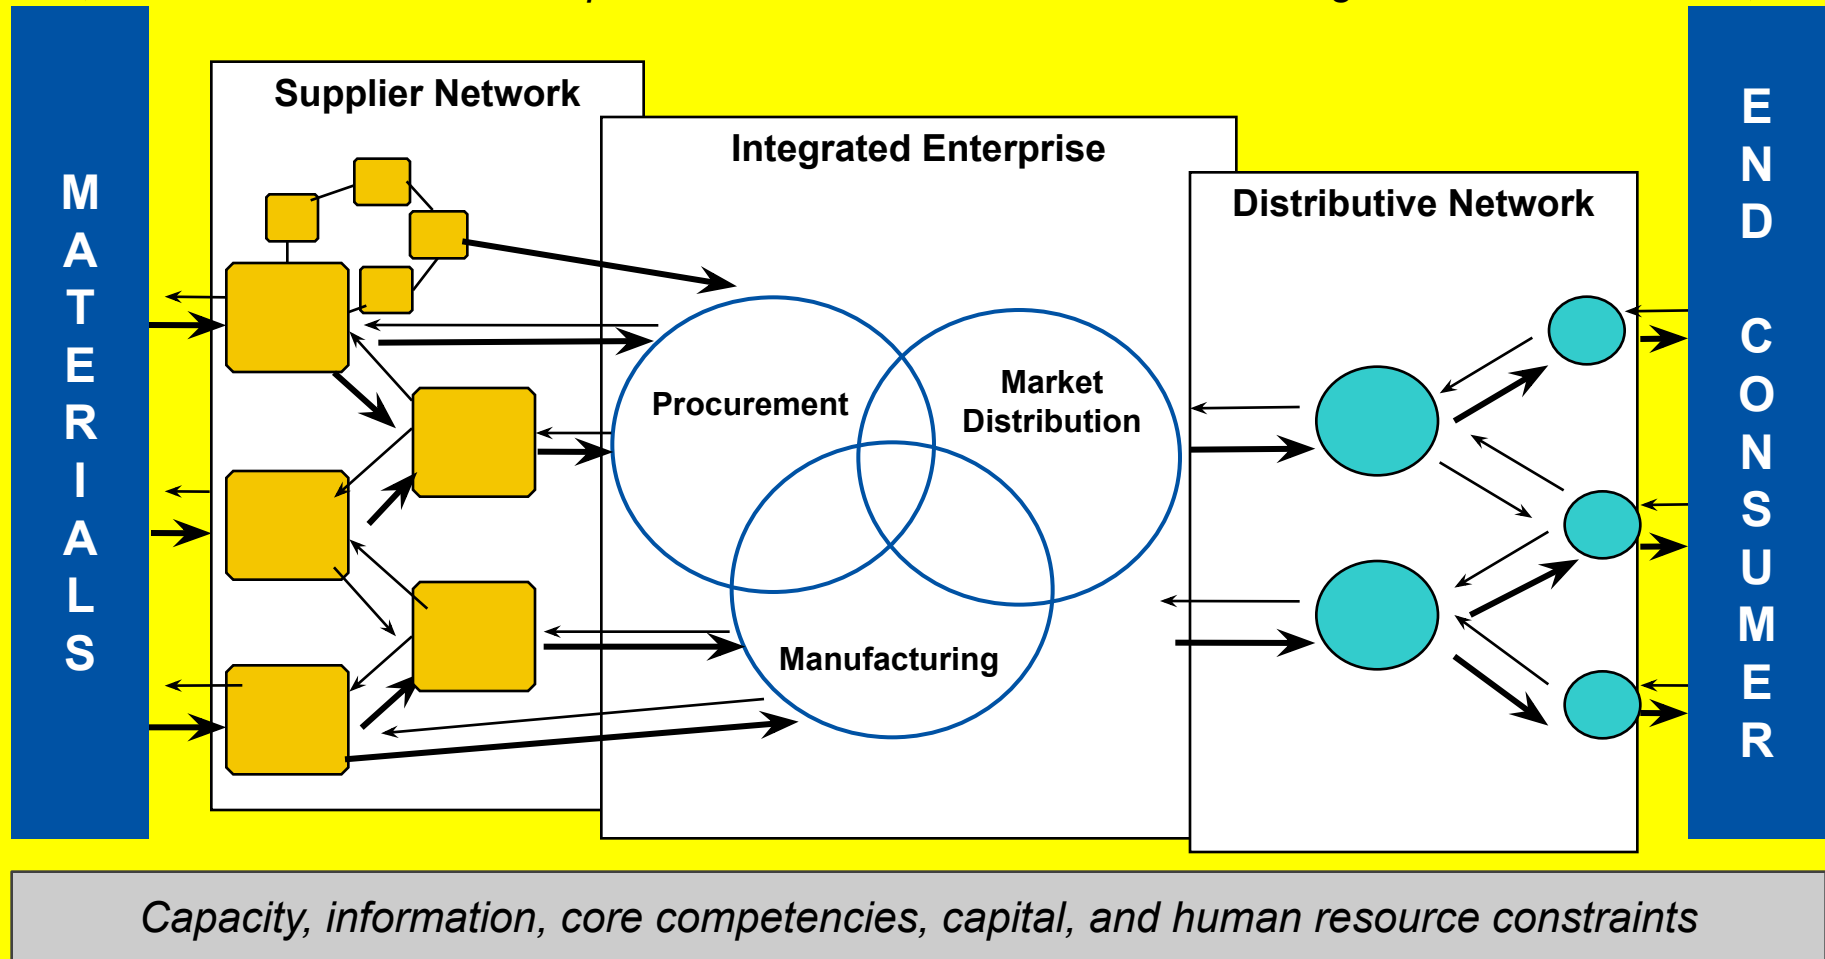 Supplier Network
Integrated Enterprise
Distributive Network
MATERIALS
Procurement
Market
Distribution
Manufacturing
END CONSUMER
Capacity, information, core competencies, capital, and human resource constraints